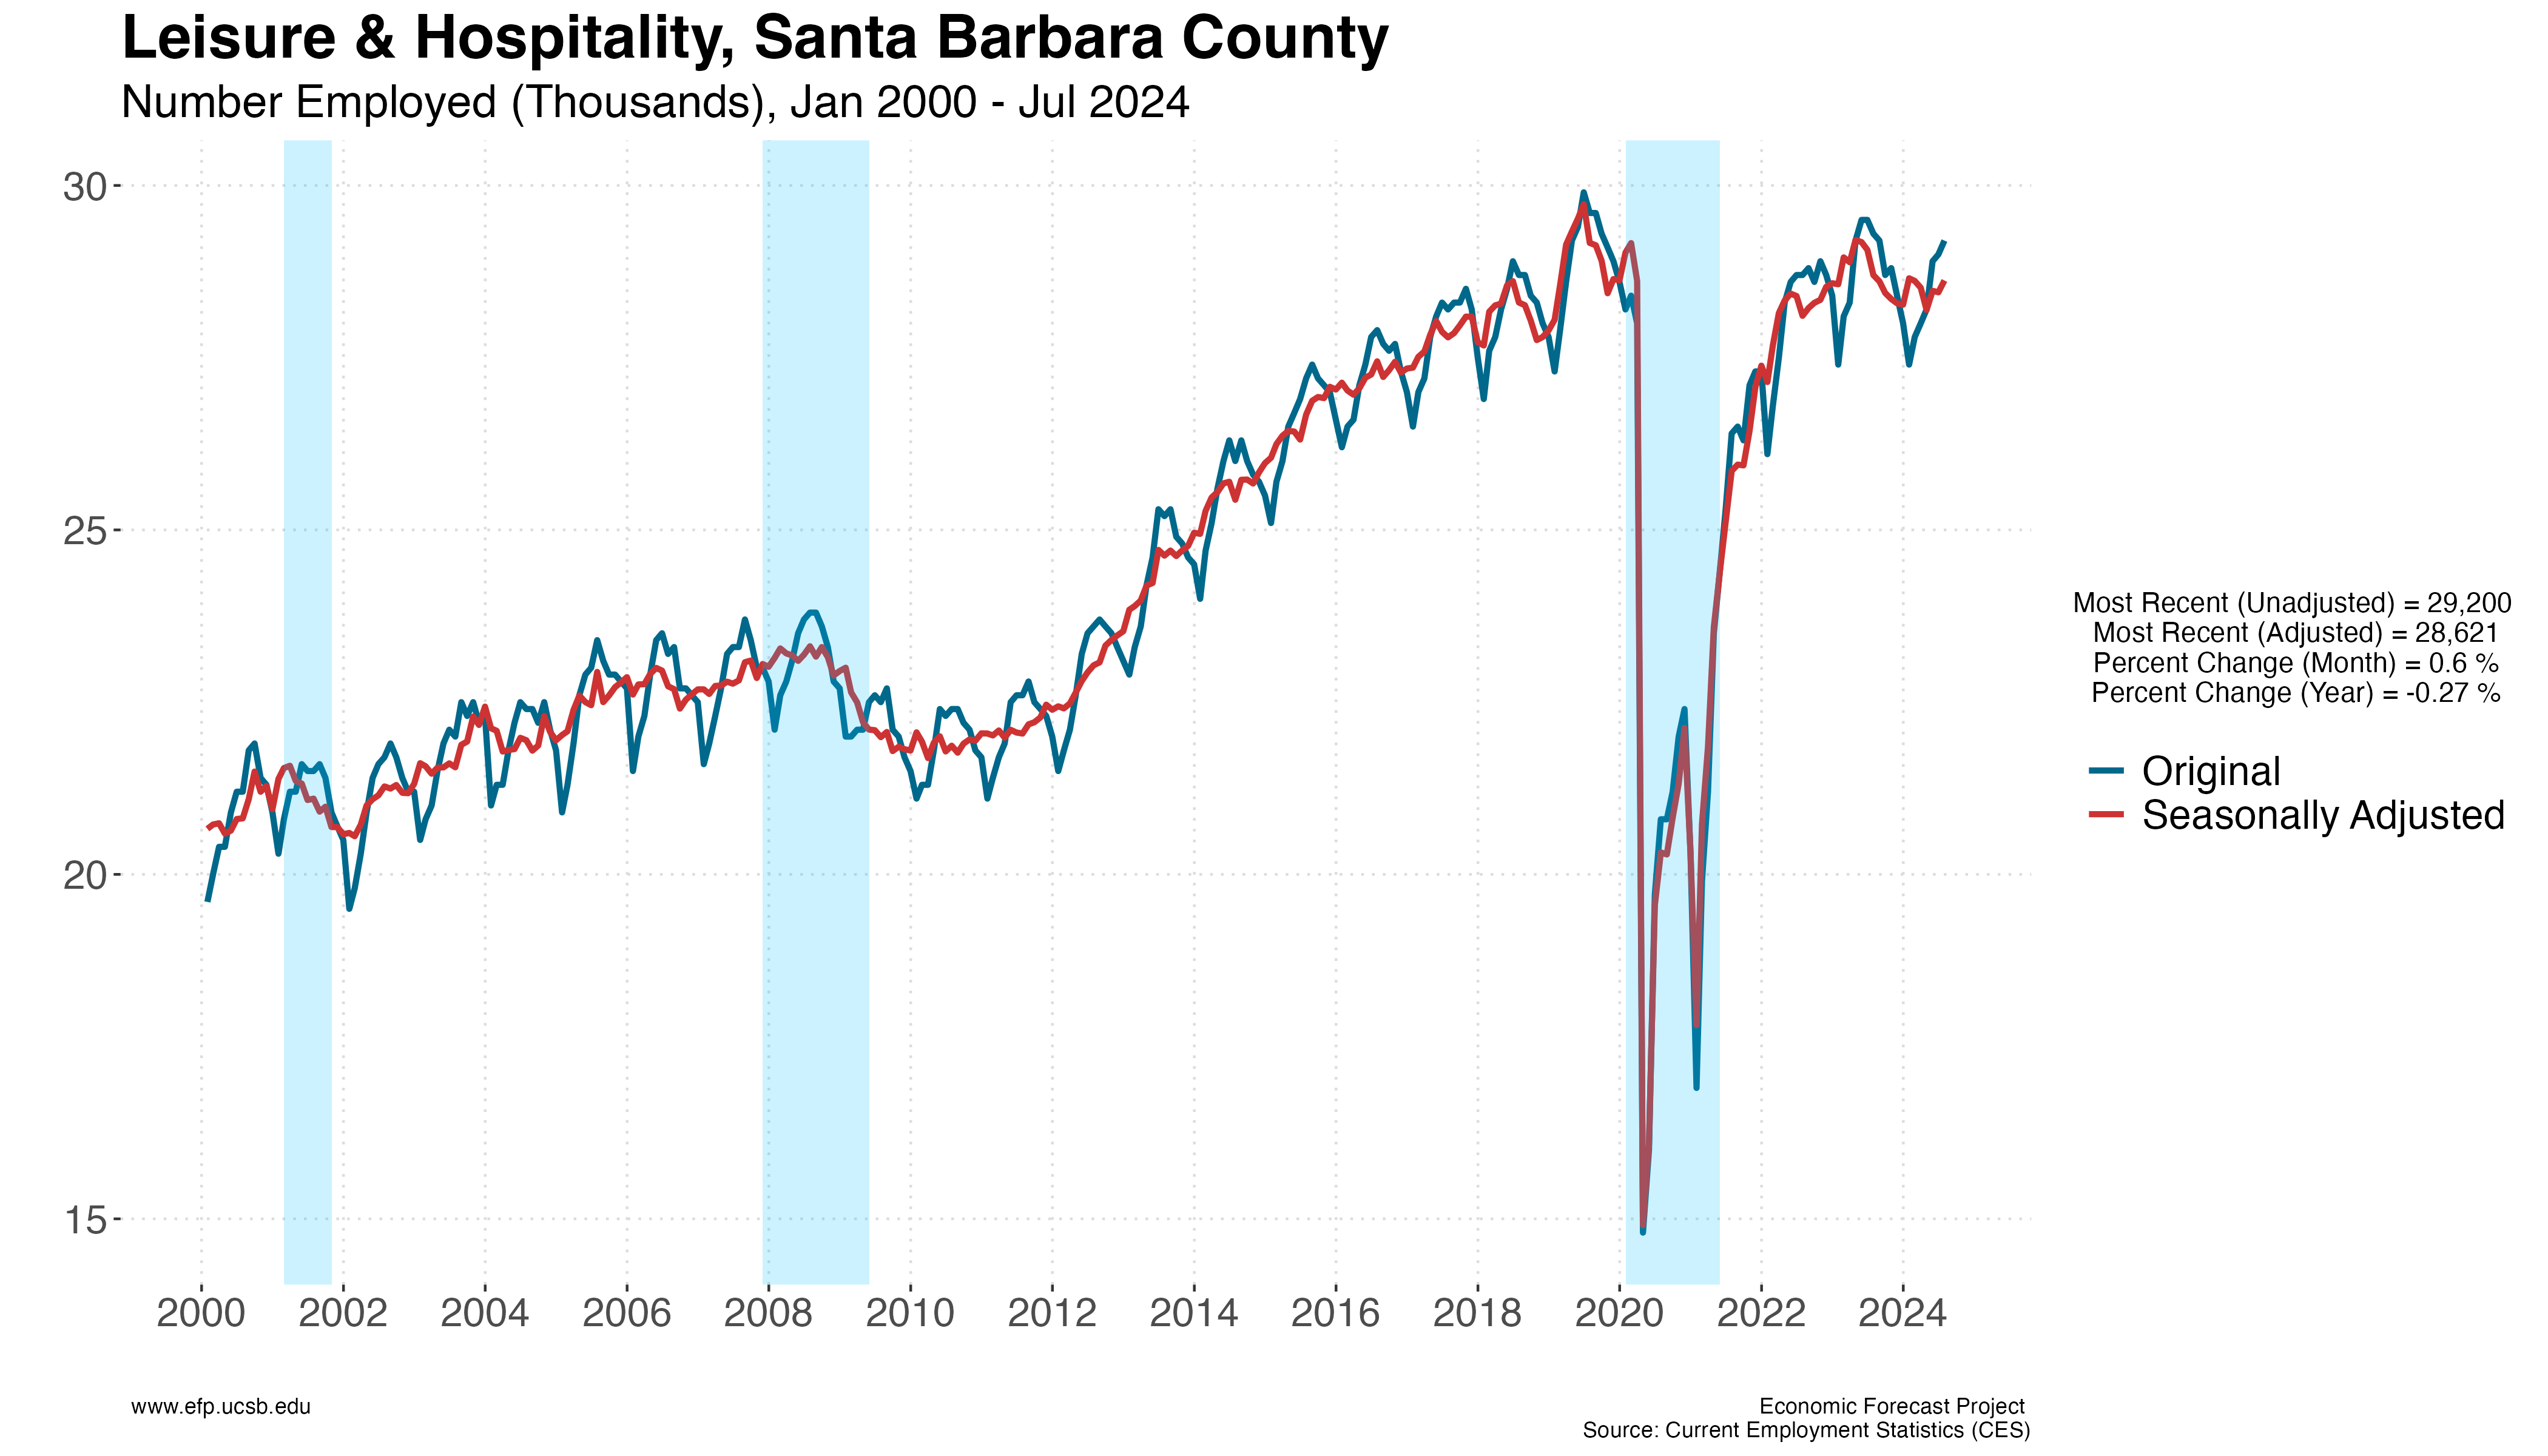 Leisure & Hospitality, Santa Barbara County
Number Employed (Thousands), Jan 2000 - Jul 2024
30
25
20
15
2000 2002 2004 2006 2008 2010 2012 2014 2016 2018 2020 2022 2024
Most Recent (Unadjusted) = 29,200
Most Recent (Adjusted) = 28,621
Percent Change (Month) = 0.6 %
Percent Change (Year) = -0.27 %
Original
Seasonally Adjusted
www.efp.ucsb.edu
Economic Forecast Project
Source: Current Employment Statistics (CES)